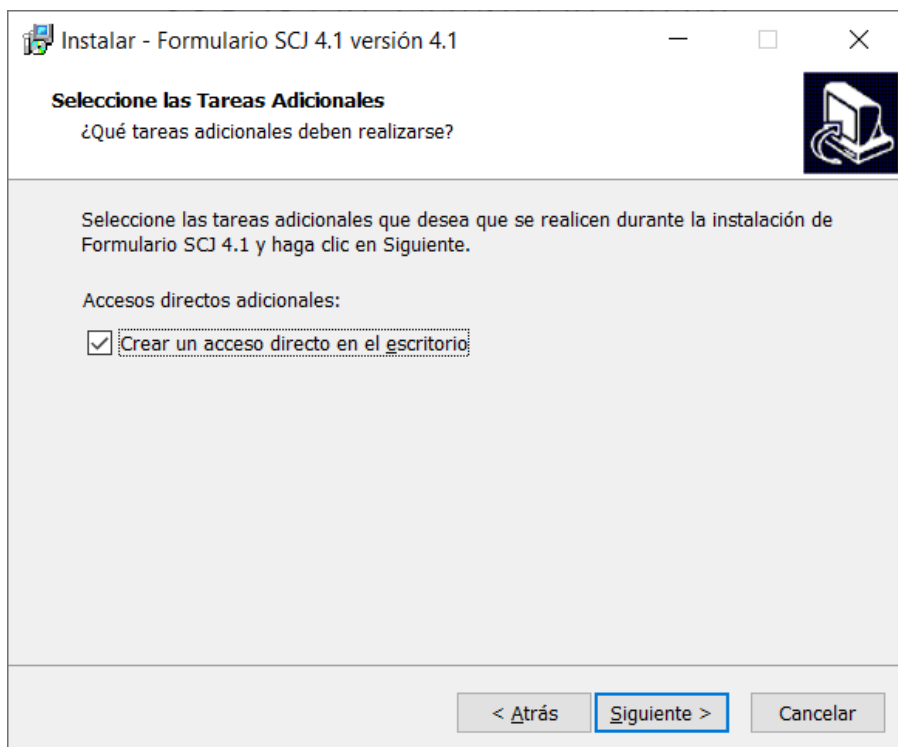 Instalar - Formulario SCJ 4.1 versión 4.1
Seleccione las Tareas Adicionales
¿Qué tareas adicionales deben realizarse?
Seleccione las tareas adicionales que desea que se realicen durante la instalación de
Formulario SCJ 4.1 y haga clic en Siguiente.
Accesos directos adicionales:
Crear un acceso directo en el escritorio
< Atrás
Siguiente >
Cancelar